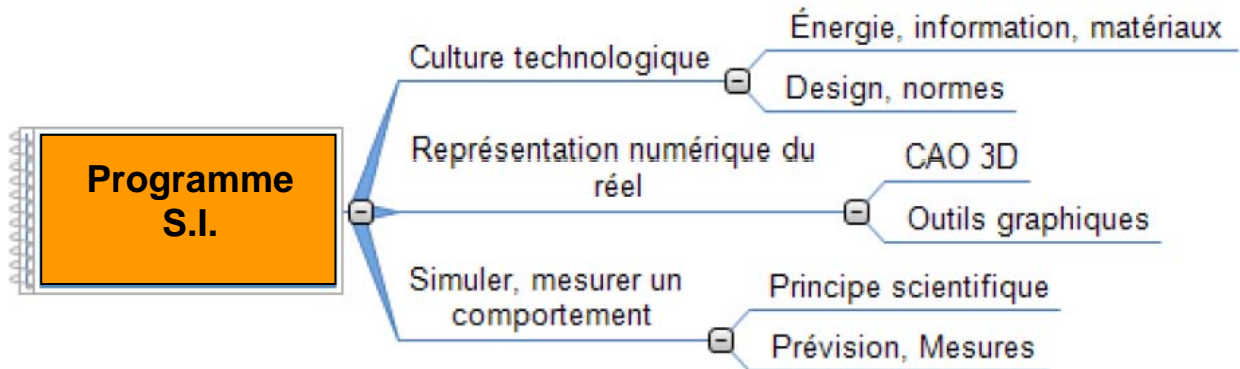 Programme
S.I.
Culture technologique
Énergie, information, matériaux
Design, normes
Représentation numérique du
réel
CAO 3D
Outils graphiques
Simuler, mesurer un
comportement
Principe scientifique
Prévision, Mesures